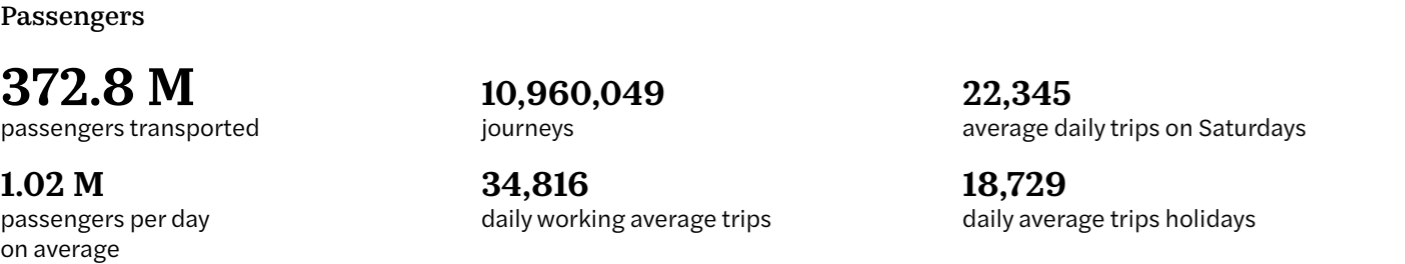 Passengers
372.8 M
passengers transported
10,960,049
journeys
22,345
average daily trips on Saturdays
1.02 M
passengers per day
on average
34,816
daily working average trips
18,729
daily average trips holidays